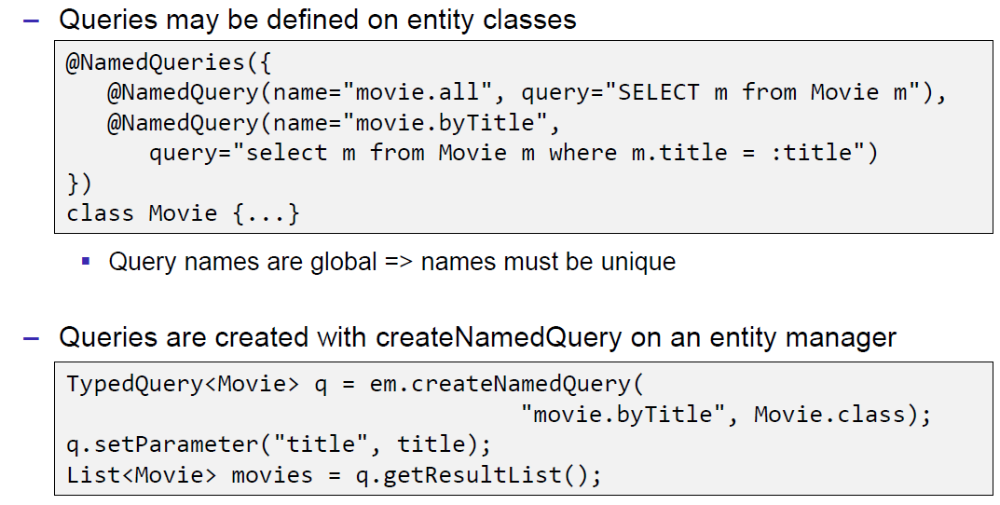 – Queries may be defined on entity classes
@NamedQueries({
   @NamedQuery(name="movie.all", query="SELECT m from Movie m"),
   @NamedQuery(name="movie.byTitle",
      query="select m from Movie m where m.title = :title")
})
class Movie {...}
▪ Query names are global => names must be unique
– Queries are created with createNamedQuery on an entity manager
TypedQuery<Movie> q = em.createNamedQuery(
                                 "movie.byTitle", Movie.class);
q.setParameter("title", title);
List<Movie> movies = q.getResultList();